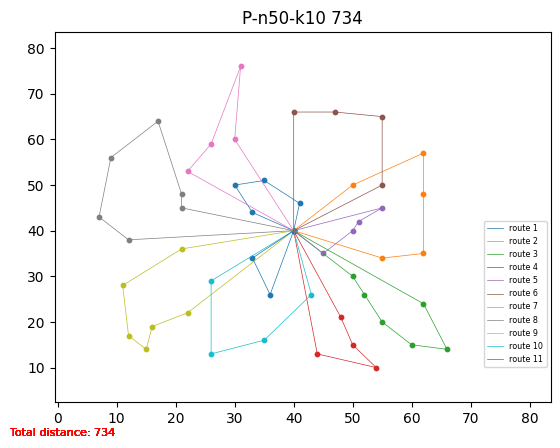 P-n50-k10 734
80
70
60
50
40
30
20
10
0 10 20 30 40 50 60 70 80
route 1
route 2
route 3
route 4
route 5
route 6
route 7
route 8
route 9
route 10
route 11
Total distance: 734